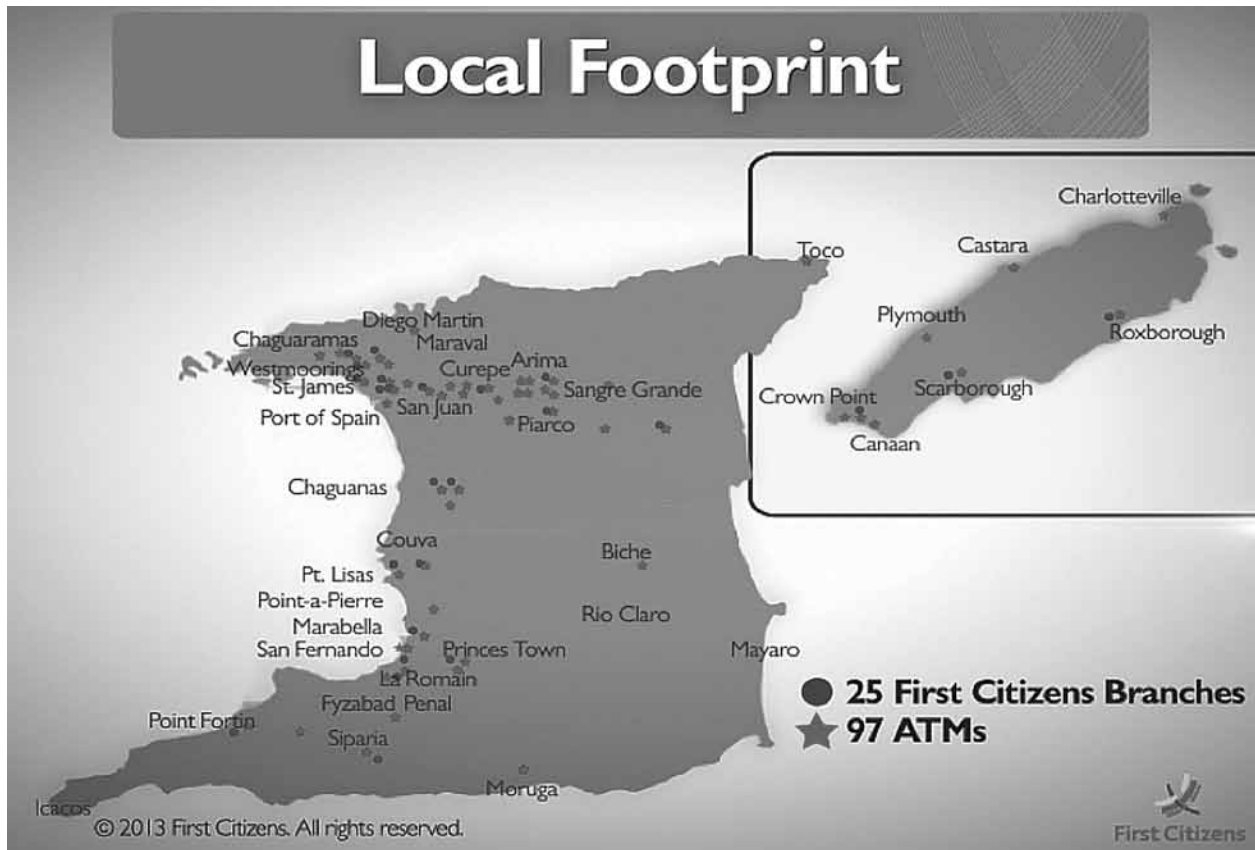 Local Footprint
Charlotteville
Castara
Toco
Plymouth
Roxborough
Diego Martin
Chaguaramas
Maraval
Westmoorings
Curepe
Arima
St. James
Sangre Grande
Scarborough
Crown Point
San Juan
Port of Spain
Piarco
Canaan
Chaguanas
Couva
Biche
Pt. Lisas
Point-a-Pierre
Rio Claro
Marabella
San Fernando
Princes Town
Mayaro
La Romain
25 First Citizens Branches
Fyzabad Penal
Point Fortin
97 ATMs
Siparia
Moruga
Icacos
© 2013 First Citizens. All rights reserved.
First Citizens